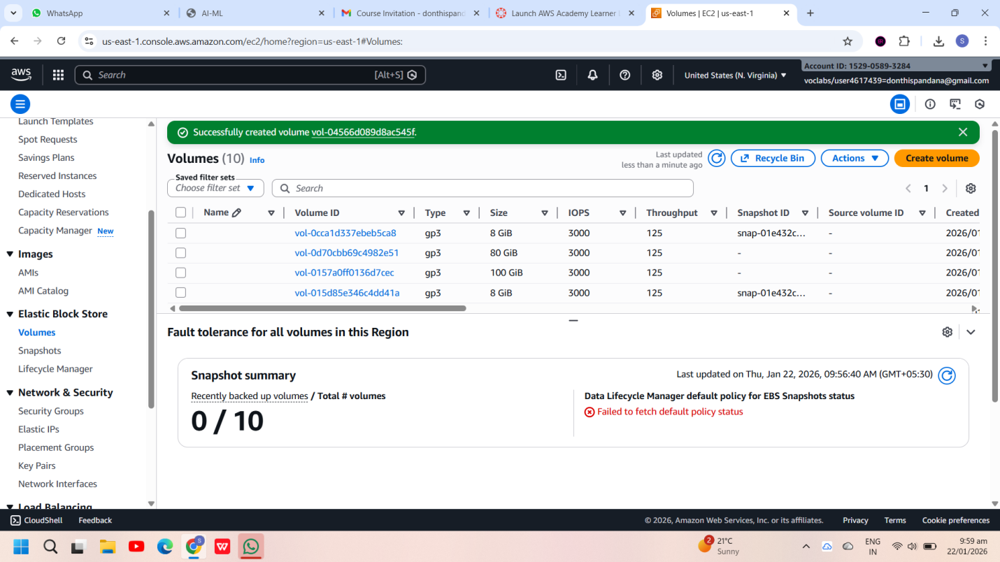 WhatsApp
AI-ML
Course Invitation - donthispand
Launch AWS Academy Learner
Volumes | EC2 | us-east-1
us-east-1.console.aws.amazon.com/ec2/home?region=us-east-1#Volumes:
S
aws
Search [Alt+S]
United States (N. Virginia)
Account ID: 1529-0589-3284
voclabs/user4617439=donthispandana@gmail.com
Launch Templates
Spot Requests
Savings Plans
Reserved Instances
Dedicated Hosts
Capacity Reservations
Capacity Manager New
Images
AMIs
AMI Catalog
Elastic Block Store
Volumes
Snapshots
Lifecycle Manager
Network & Security
Security Groups
Elastic IPs
Placement Groups
Key Pairs
Network Interfaces
Load Balancing
Successfully created volume vol-04566d089d8ac545f.
Volumes (10) Info
Last updated
less than a minute ago
Recycle Bin
Actions
Create volume
Saved filter sets
Choose filter set
Search
1
Name Volume ID Type Size IOPS Throughput Snapshot ID Source volume ID Created
vol-0cca1d337ebeb5ca8 gp3 8 GiB 3000 125 snap-01e432c... - 2026/01
vol-0d70cbb69c4982e51 gp3 80 GiB 3000 125 - - 2026/01
vol-0157a0ff0136d7cec gp3 100 GiB 3000 125 - - 2026/01
vol-015d85e346c4dd41a gp3 8 GiB 3000 125 snap-01e432c... - 2026/01
Fault tolerance for all volumes in this Region
Snapshot summary
Last updated on Thu, Jan 22, 2026, 09:56:40 AM (GMT+05:30)
Recently backed up volumes / Total # volumes
0 / 10
Data Lifecycle Manager default policy for EBS Snapshots status
Failed to fetch default policy status
CloudShell Feedback
© 2026, Amazon Web Services, Inc. or its affiliates. Privacy Terms Cookie preferences
S
2
21°C
Sunny
ENG
IN
9:59 am
22/01/2026